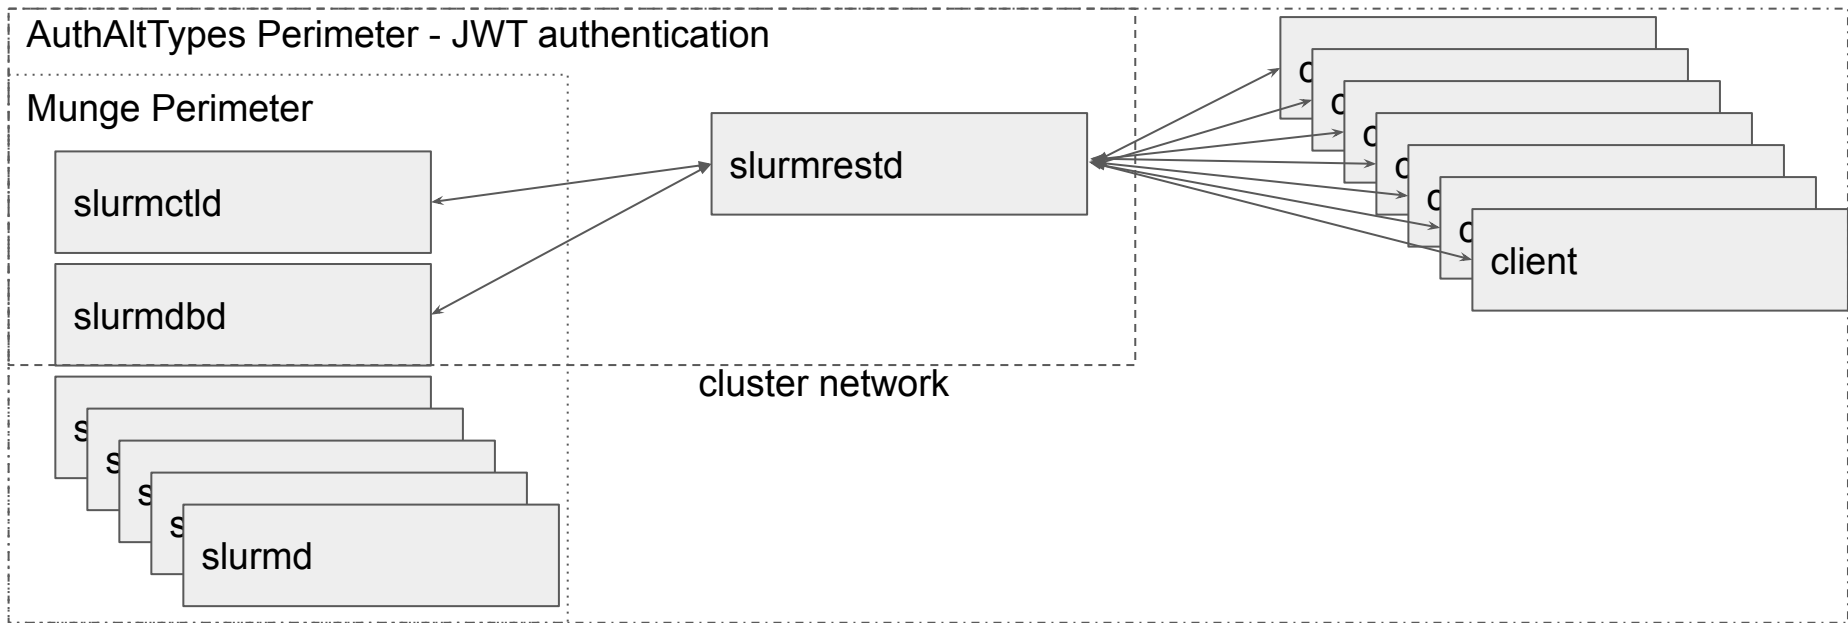 AuthAltTypes Perimeter - JWT authentication
Munge Perimeter
slurmctld
slurmrestd
slurmdbd
client
cluster network
slurmd